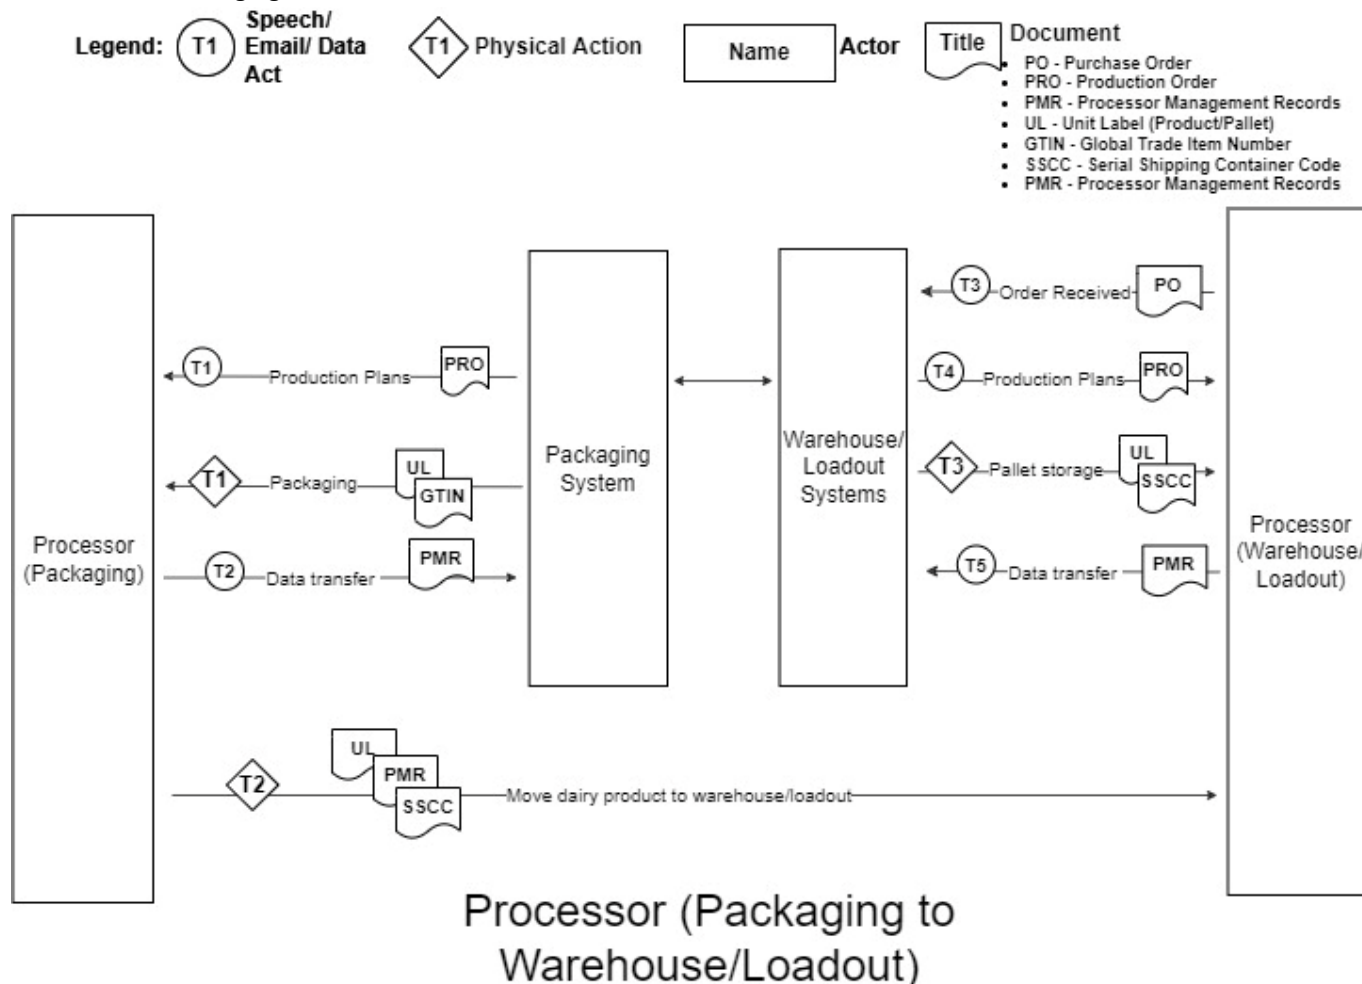 Legend:
T1
Speech/
Email/ Data
Act
T1
Physical Action
Name
Actor
Title
Document
• PO - Purchase Order
• PRO - Production Order
• PMR - Processor Management Records
• UL - Unit Label (Product/Pallet)
• GTIN - Global Trade Item Number
• SSCC - Serial Shipping Container Code
• PMR - Processor Management Records
T3
Order Received
PO
T1
Production Plans
PRO
T4
Production Plans
PRO
T1
Packaging
UL
GTIN
Packaging
System
Warehouse/
Loadout
Systems
T3
Pallet storage
UL
SSCC
Processor
(Packaging)
T2
Data transfer
PMR
T5
Data transfer
PMR
Processor
(Warehouse/
Loadout)
T2
UL
PMR
SSCC
Move dairy product to warehouse/loadout
Processor (Packaging to
Warehouse/Loadout)